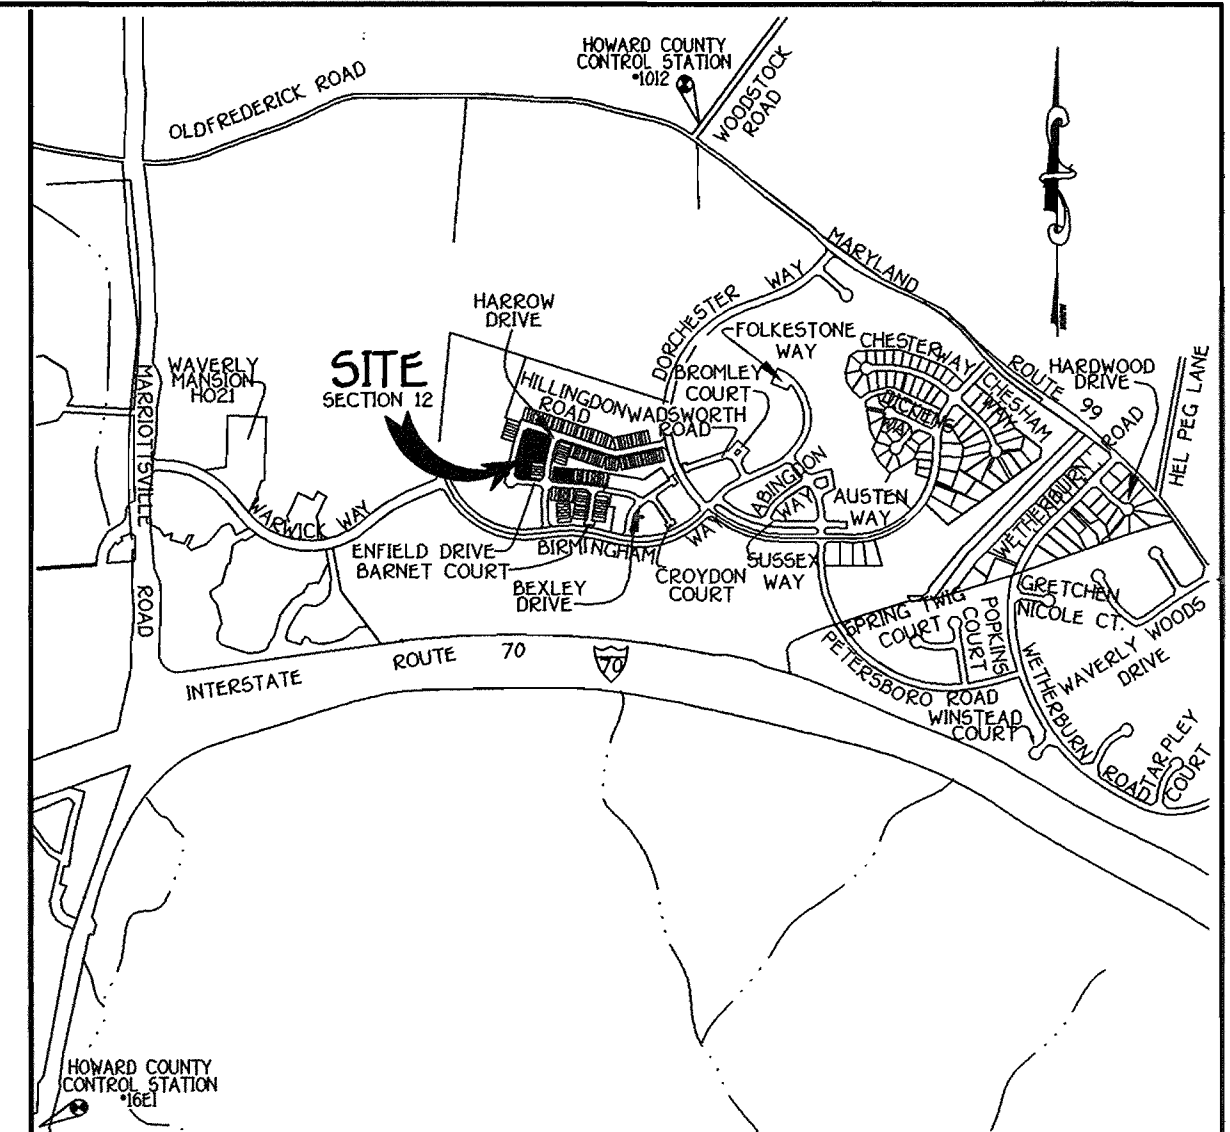 HOWARD COUNTY
CONTROL STATION
*1012
WOODSTOCK
ROAD
OLDFREDERICK ROAD
MARYLAND
ROUTE 99
DORCHESTER WAY
HARROW
DRIVE
FOLKESTONE
WAY
CHESTER WAY
HARDWOOD
DRIVE
HEL PEG LANE
WAVERLY
MANSION
HO21
SITE
SECTION 12
HILLINGDON
ROAD
WADSWORTH
ROAD
BROMLEY
COURT
DICKENS
WAY
CHESHAM
WAY
MARRIOTTSVILLE ROAD
WARWICK WAY
ABINGDON
WAY
AUSTEN
WAY
WETHERBURN ROAD
ENFIELD DRIVE
BARNET COURT
BIRMINGHAM WAY
BEXLEY
DRIVE
CROYDON
COURT
SUSSEX
WAY
SPRING TWIG
COURT
POPKINS
COURT
GRETCHEN
NICOLE CT.
WAVERLY WOODS
DRIVE
PETERSBORO ROAD
WINSTEAD
COURT
WETHERBURN ROAD
TARPLEY
COURT
INTERSTATE ROUTE 70
70
HOWARD COUNTY
CONTROL STATION
*16E1